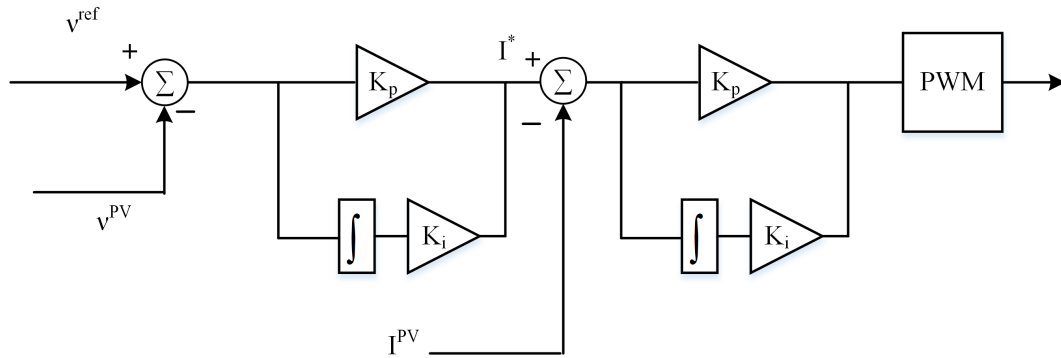 v^ref
+
Σ
−
v^PV
K_p
∫
K_i
I^*
+
Σ
−
I^PV
K_p
∫
K_i
PWM